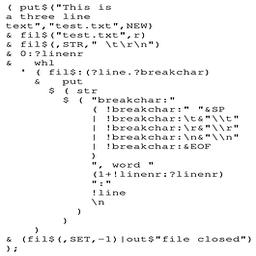 ( put$("This is
a three line
text","test.txt",NEW)
& fil$("test.txt",r)
& fil$(,STR," \t\r\n")
& 0:?linenr
&   whl
  ' ( fil$:(?line.?breakchar)
    &   put
      $ ( str
        $ ( "breakchar:"
            ( !breakchar:" "&SP
            | !breakchar:\t&"\\t"
            | !breakchar:\r&"\\r"
            | !breakchar:\n&"\\n"
            | !breakchar:&EOF
            )
            ", word "
            (1+!linenr:?linenr)
            ":"
            !line
            \n
          )
        )
    )
& (fil$(,SET,-1)|out$"file closed")
);